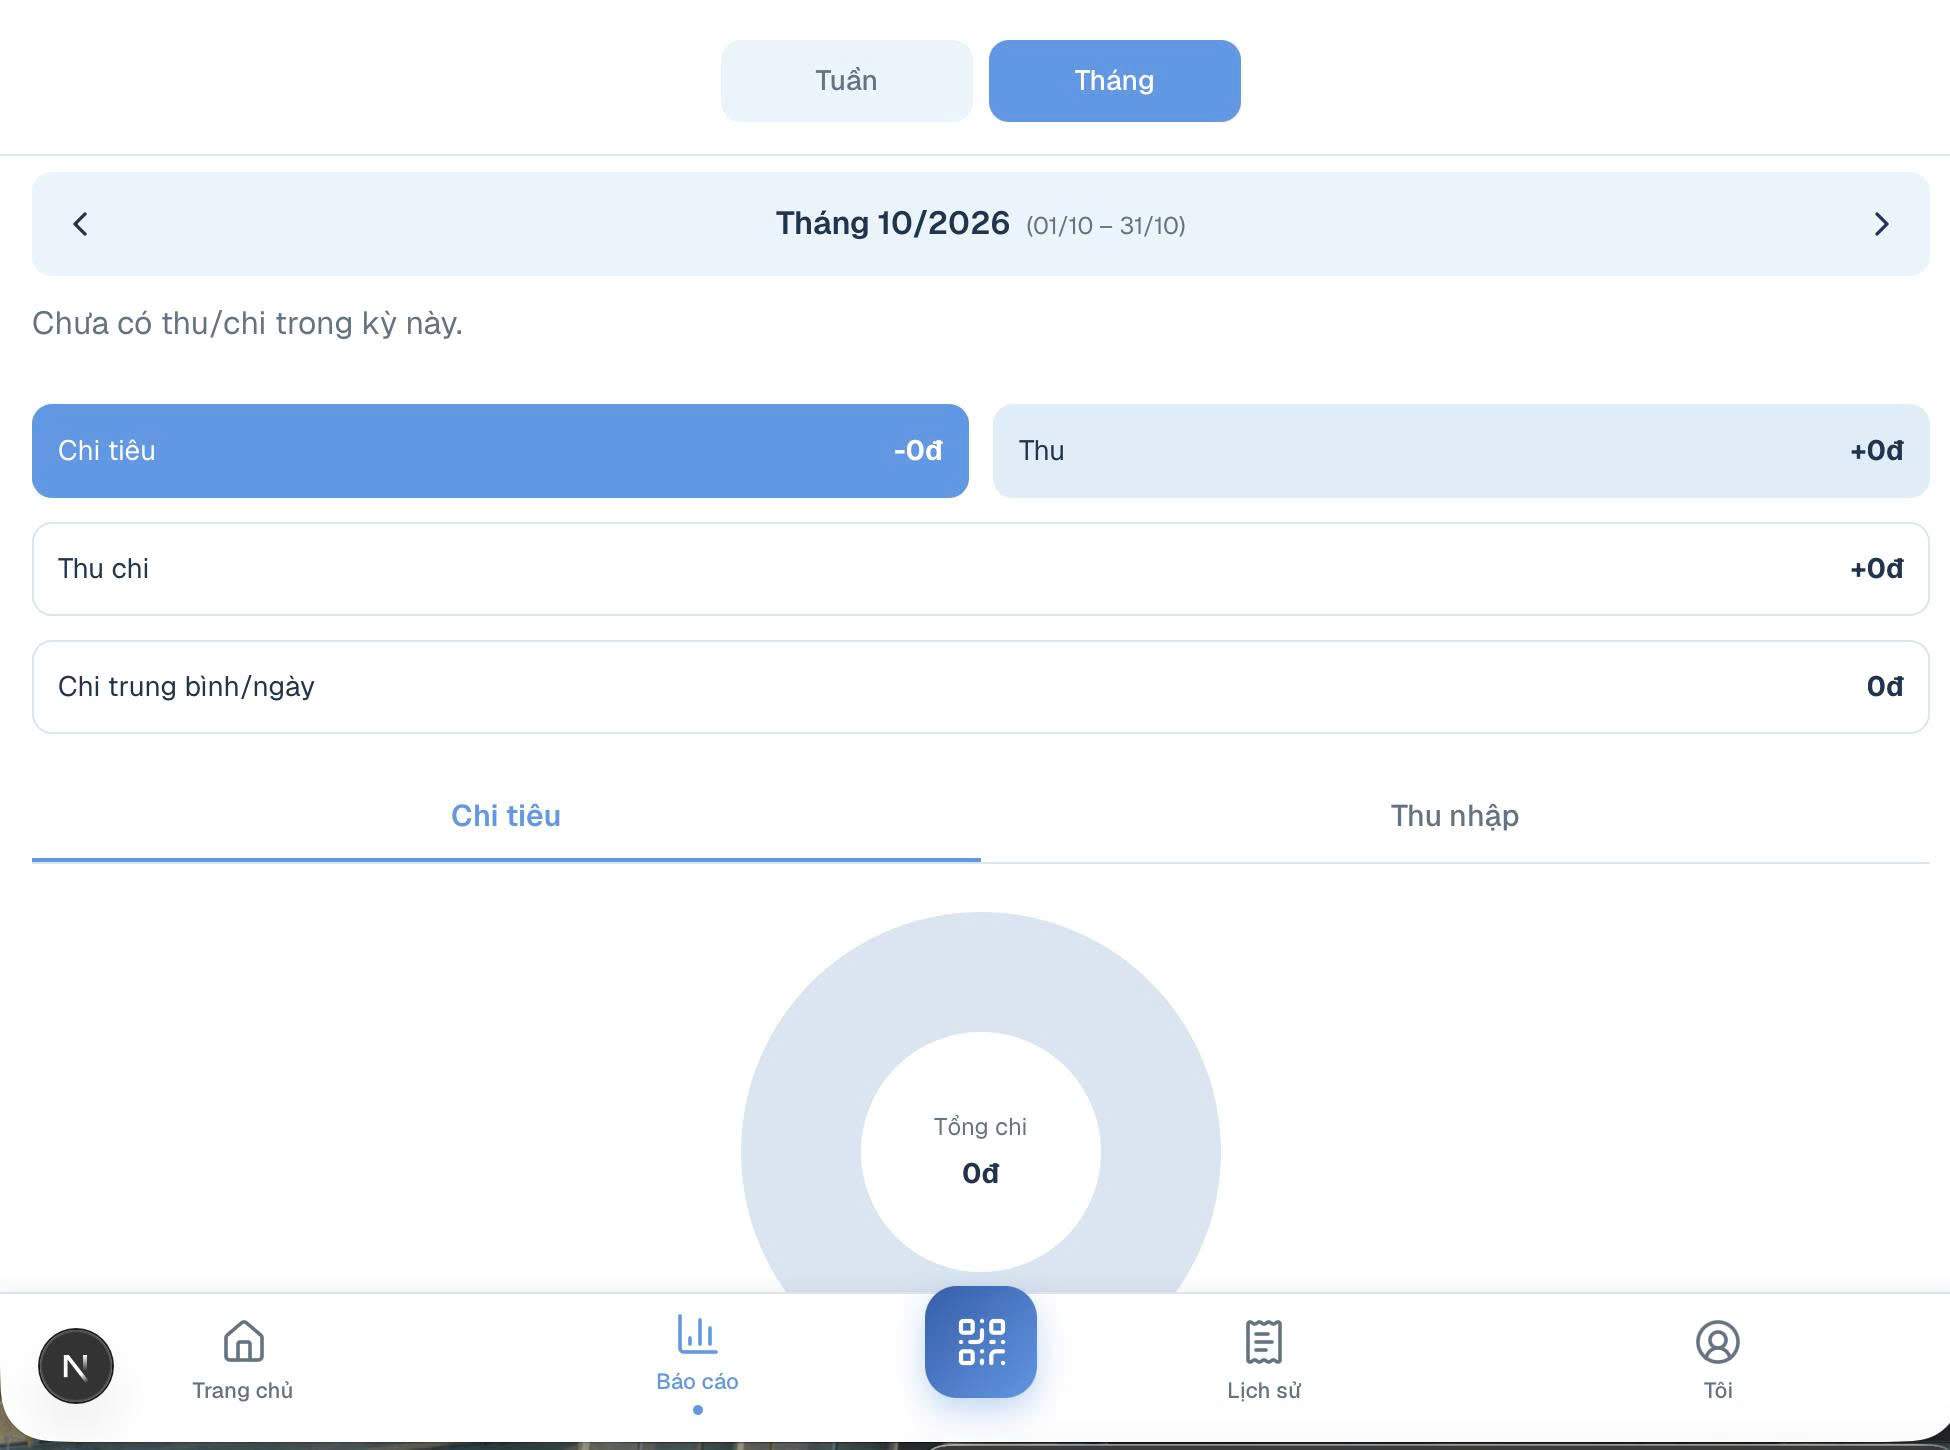 Tuần
Tháng
Tháng 10/2026 (01/10 – 31/10)
Chưa có thu/chi trong kỳ này.
Chi tiêu -0đ
Thu +0đ
Thu chi +0đ
Chi trung bình/ngày 0đ
Chi tiêu
Thu nhập
Tổng chi
0đ
N
Trang chủ
Báo cáo
Lịch sử
Tôi